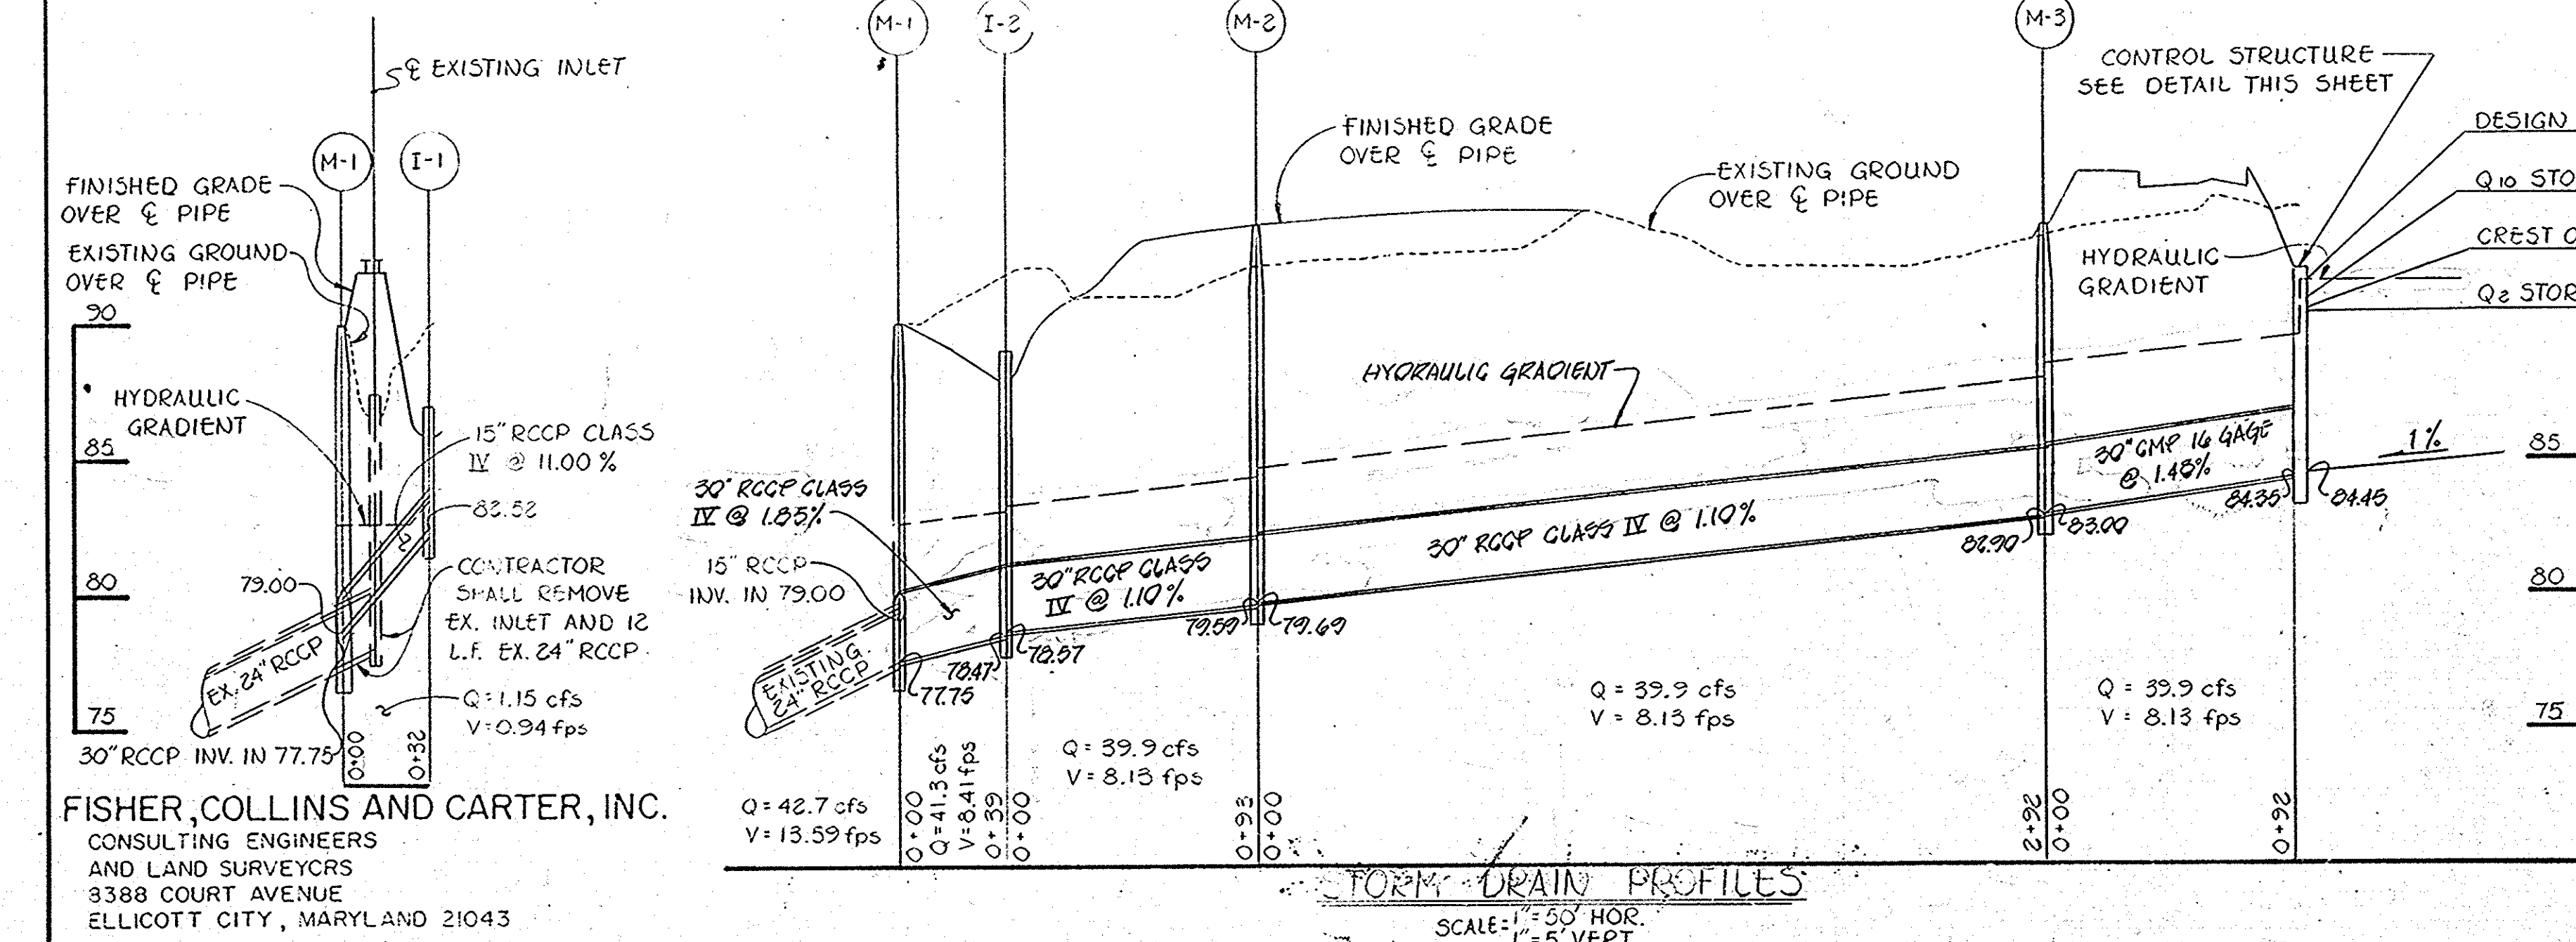 ℄ EXISTING INLET
M-1
I-1
FINISHED GRADE
OVER ℄ PIPE
EXISTING GROUND
OVER ℄ PIPE
90
HYDRAULIC
GRADIENT
85
15" RCCP CLASS
IV @ 11.00 %
82.52
79.00
80
CONTRACTOR
SHALL REMOVE
EX. INLET AND 12
L.F. EX. 24" RCCP
EX. 24" RCCP
75
Q=1.15 cfs
V=0.94 fps
30" RCCP INV. IN 77.75
0+00
0+32
FISHER, COLLINS AND CARTER, INC.
CONSULTING ENGINEERS
AND LAND SURVEYORS
8388 COURT AVENUE
ELLICOTT CITY, MARYLAND 21043
M-1
I-2
M-2
M-3
CONTROL STRUCTURE
SEE DETAIL THIS SHEET
FINISHED GRADE
OVER ℄ PIPE
EXISTING GROUND
OVER ℄ PIPE
DESIGN
Q10 STO
CREST O
Q2 STOR
HYDRAULIC
GRADIENT
HYDRAULIC GRADIENT
30" RCCP CLASS
IV @ 1.85%
15" RCCP
INV. IN 79.00
EXISTING
24" RCCP
77.75
78.47
78.57
30" RCCP CLASS
IV @ 1.10%
79.59
79.69
30" RCCP CLASS IV @ 1.10%
82.90
83.00
30" CMP 16 GAGE
@ 1.48%
84.35
84.45
1%
85
80
75
Q = 42.7 cfs
V = 13.59 fps
0+00
Q=41.3 cfs
V=8.41 fps
0+39
0+00
Q = 39.9 cfs
V = 8.13 fps
0+93
0+00
Q = 39.9 cfs
V = 8.13 fps
2+92
0+00
Q = 39.9 cfs
V = 8.13 fps
0+92
STORM DRAIN PROFILES
SCALE: 1"=50' HOR.
1"=5' VERT.